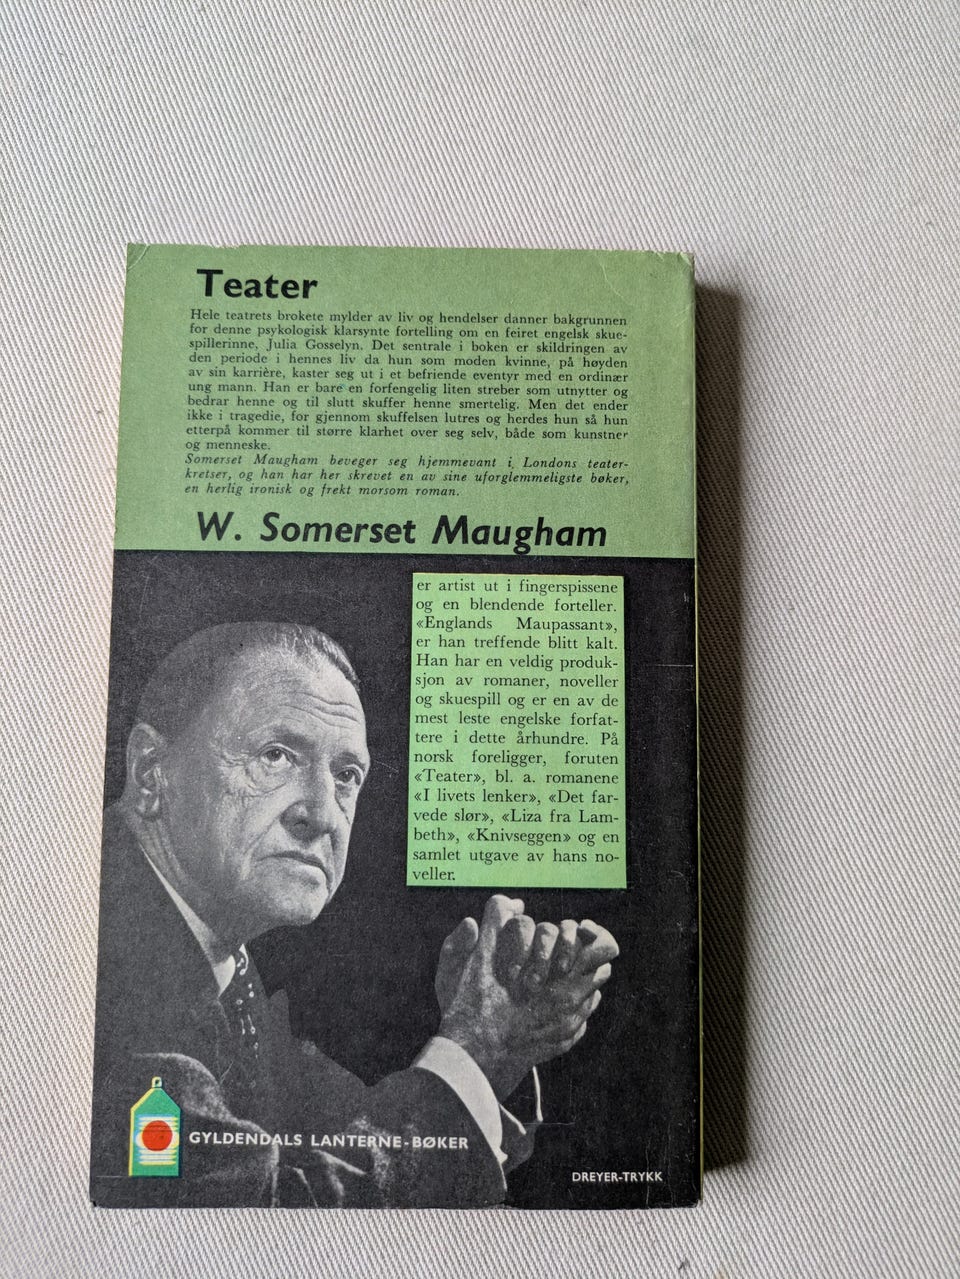 Teater
Hele teatrets brokete mylder av liv og hendelser danner bakgrunnen
for denne psykologisk klarsynte fortelling om en feiret engelsk skue-
spillerinne, Julia Gosselyn. Det sentrale i boken er skildringen av
den periode i hennes liv da hun som moden kvinne, på høyden
av sin karrière, kaster seg ut i et befriende eventyr med en ordinær
ung mann. Han er bare en forfengelig liten streber som utnytter og
bedrar henne og til slutt skuffer henne smertelig. Men det ender
ikke i tragedie, for gjennom skuffelsen lutres og herdes hun så hun
etterpå kommer til større klarhet over seg selv, både som kunstner
og menneske.
Somerset Maugham beveger seg hjemmevant i Londons teater-
kretser, og han har her skrevet en av sine uforglemmeligste bøker,
en herlig ironisk og frekt morsom roman.
W. Somerset Maugham
er artist ut i fingerspissene
og en blendende forteller.
«Englands Maupassant»,
er han treffende blitt kalt.
Han har en veldig produk-
sjon av romaner, noveller
og skuespill og er en av de
mest leste engelske forfat-
tere i dette århundre. På
norsk foreligger, foruten
«Teater», bl. a. romanene
«I livets lenker», «Det far-
vede slør», «Liza fra Lam-
beth», «Knivseggen» og en
samlet utgave av hans no-
veller.
GYLDENDALS LANTERNE-BØKER
DREYER-TRYKK